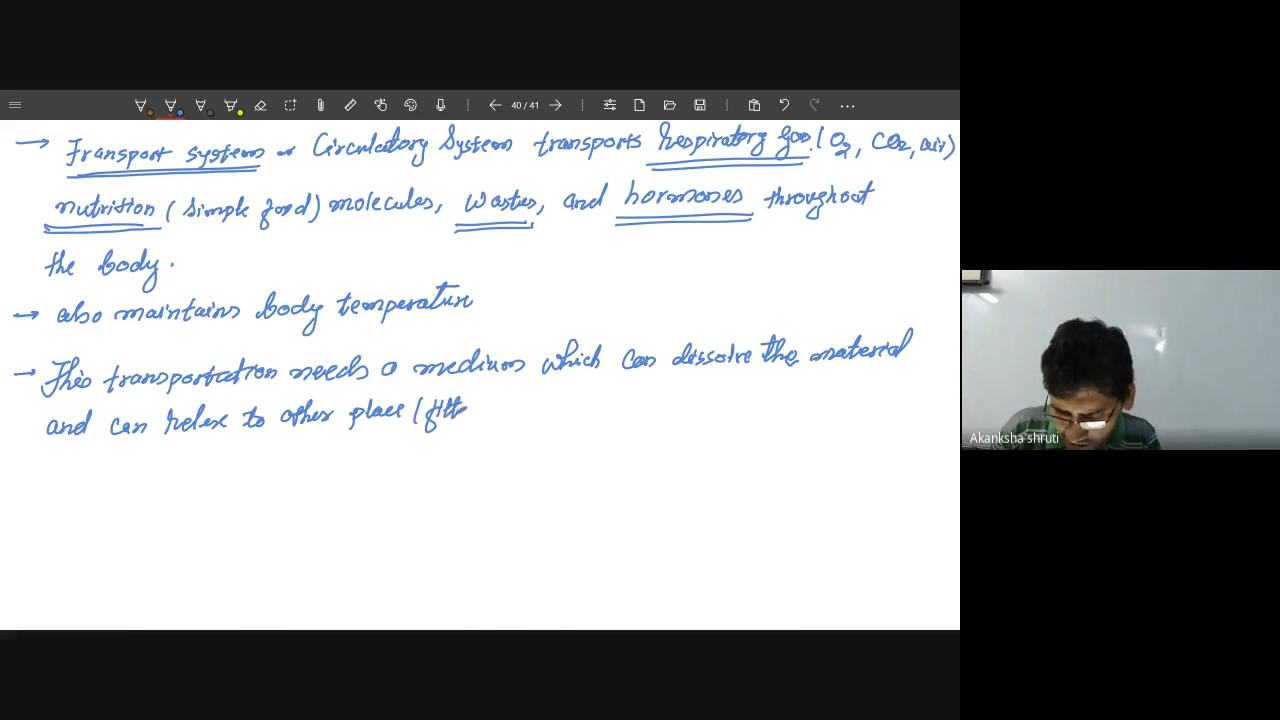 40/41
→ Transport system or Circulatory System transports Respiratory gas (O2, CO2, air)
nutrition (simple food) molecules, wastes, and hormones throughout
the body.
→ also maintains body temperature
→ This transportation needs a medium which can dissolve the material
and can to other place (
Akanksha shruti